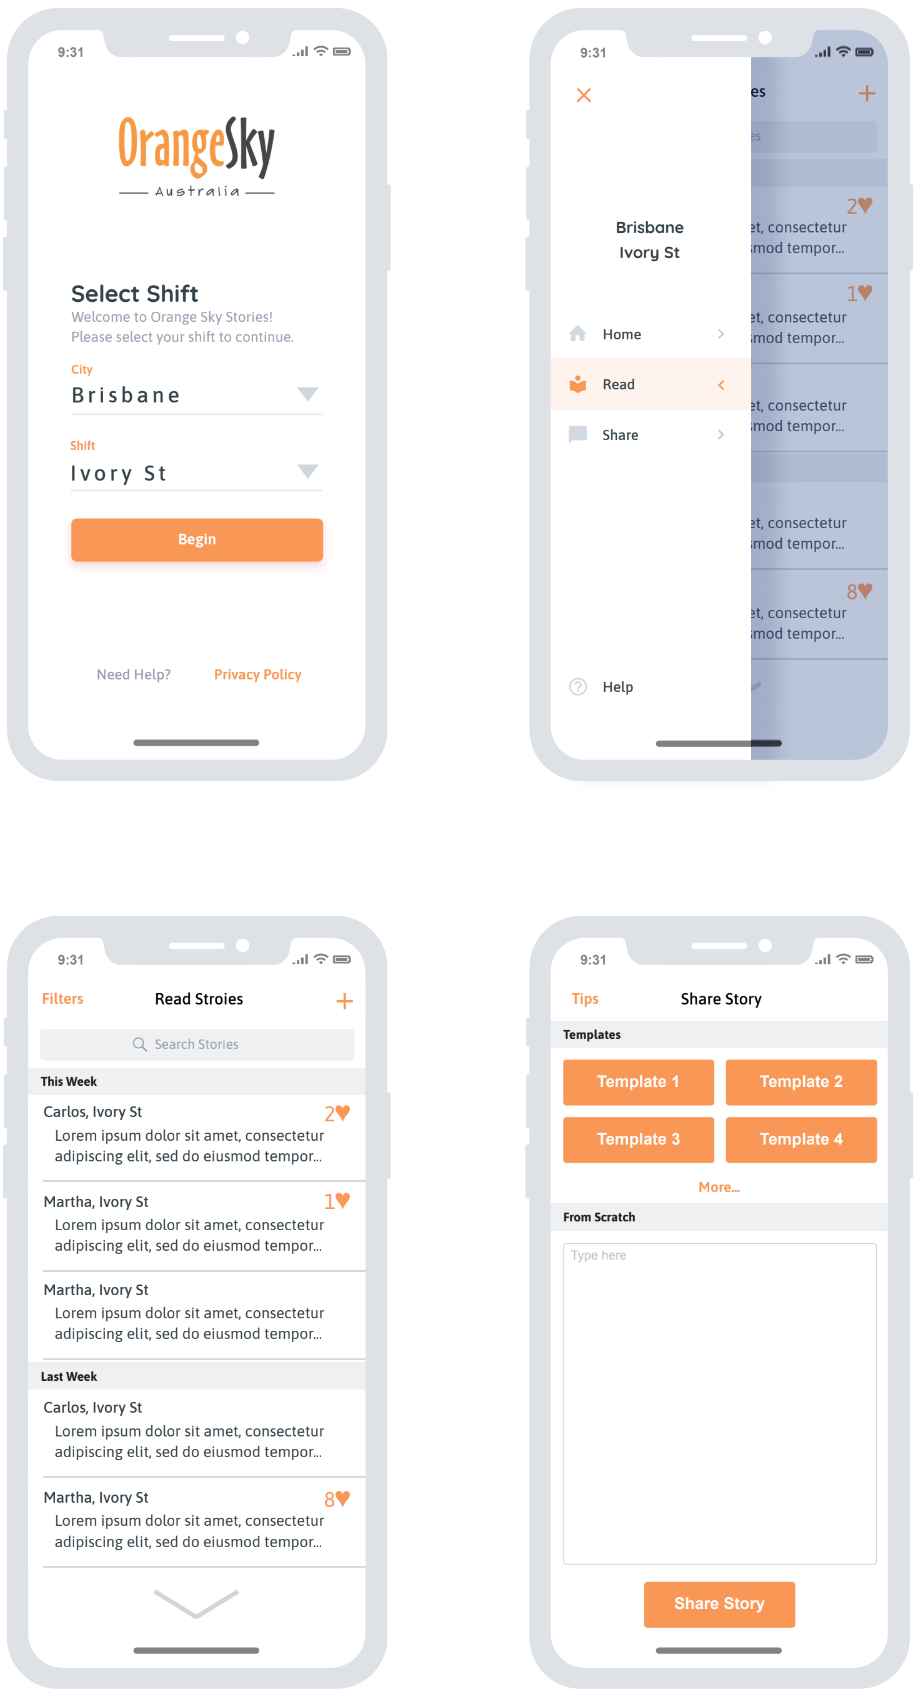 9:31
OrangeSky
Australia
Select Shift
Welcome to Orange Sky Stories!
Please select your shift to continue.
City
Brisbane
Shift
Ivory St
Begin
Need Help? Privacy Policy
9:31
Brisbane
Ivory St
Home
Read
Share
Help
es
es
2♥
et, consectetur
smod tempor...
1♥
et, consectetur
smod tempor...
et, consectetur
smod tempor...
et, consectetur
smod tempor...
8♥
et, consectetur
smod tempor...
9:31
Filters Read Stroies +
Search Stories
This Week
Carlos, Ivory St 2♥
Lorem ipsum dolor sit amet, consectetur
adipiscing elit, sed do eiusmod tempor...
Martha, Ivory St 1♥
Lorem ipsum dolor sit amet, consectetur
adipiscing elit, sed do eiusmod tempor...
Martha, Ivory St
Lorem ipsum dolor sit amet, consectetur
adipiscing elit, sed do eiusmod tempor...
Last Week
Carlos, Ivory St
Lorem ipsum dolor sit amet, consectetur
adipiscing elit, sed do eiusmod tempor...
Martha, Ivory St 8♥
Lorem ipsum dolor sit amet, consectetur
adipiscing elit, sed do eiusmod tempor...
9:31
Tips Share Story
Templates
Template 1 Template 2
Template 3 Template 4
More...
From Scratch
Type here
Share Story